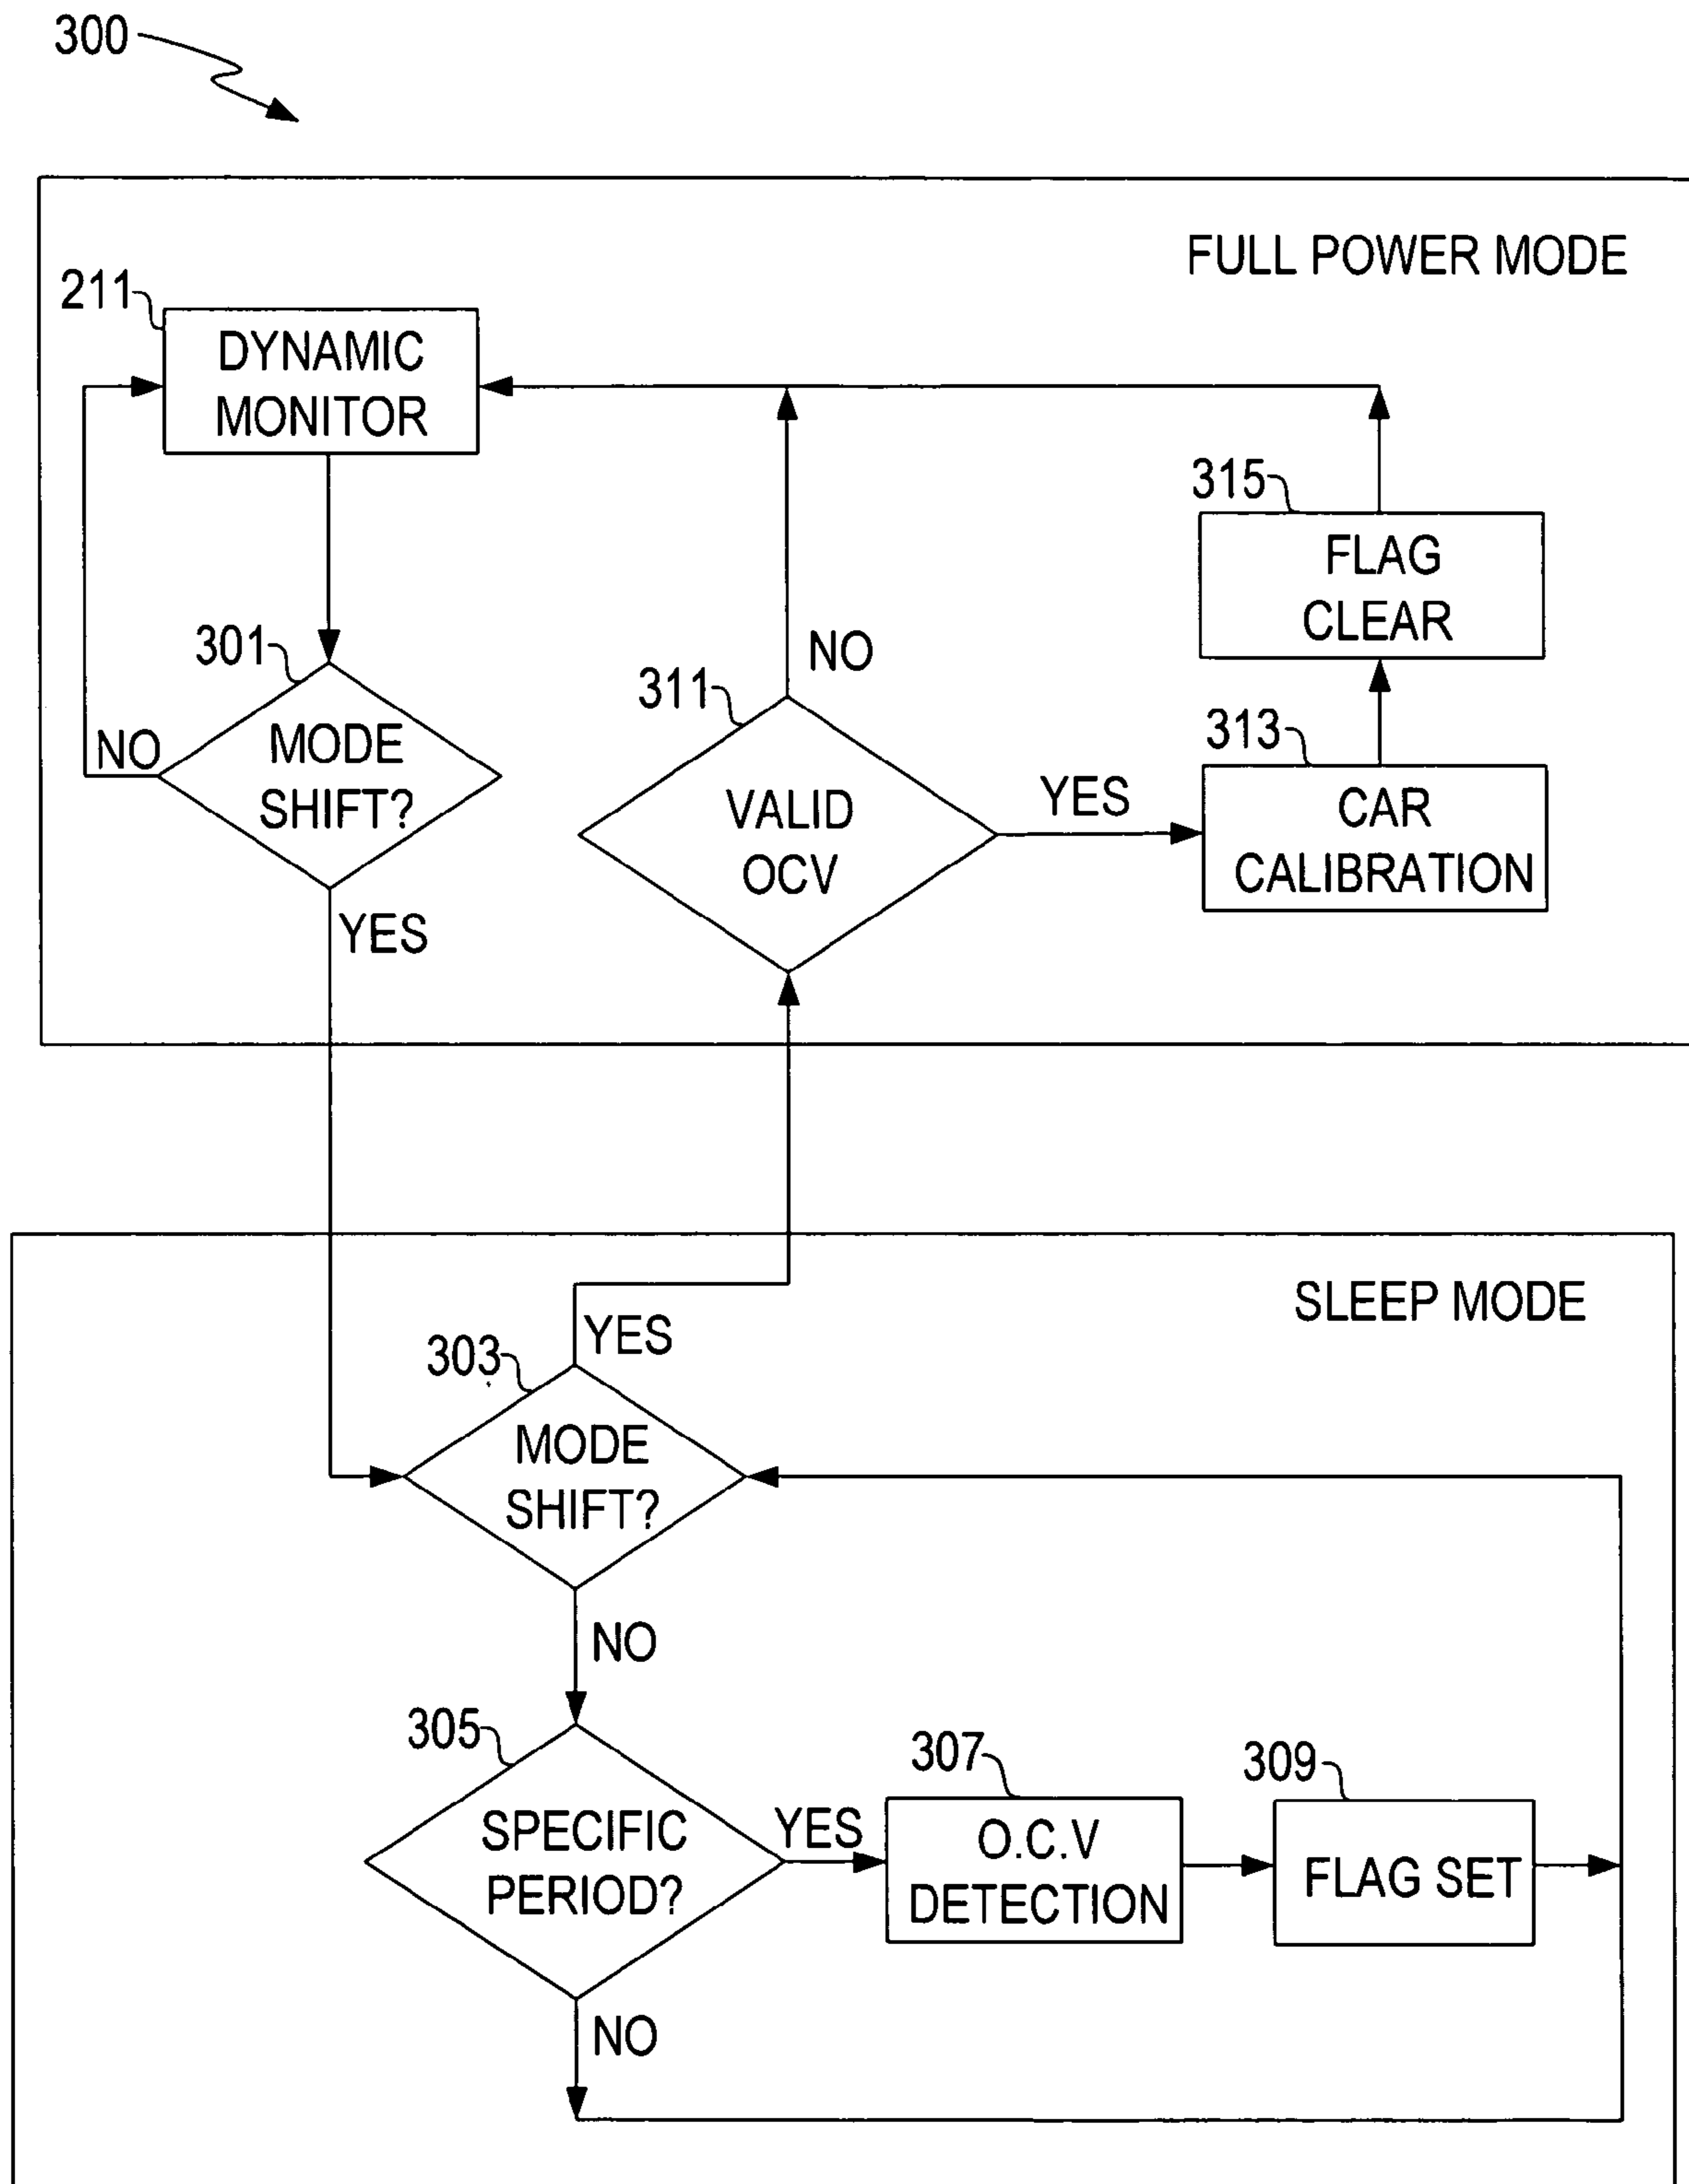 300
FULL POWER MODE
211
DYNAMIC
MONITOR
315
FLAG
CLEAR
301
NO
311
313
NO
MODE
SHIFT?
VALID
OCV
YES
CAR
CALIBRATION
YES
SLEEP MODE
YES
303
MODE
SHIFT?
NO
305
307
309
SPECIFIC
PERIOD?
YES
O.C.V
DETECTION
FLAG SET
NO